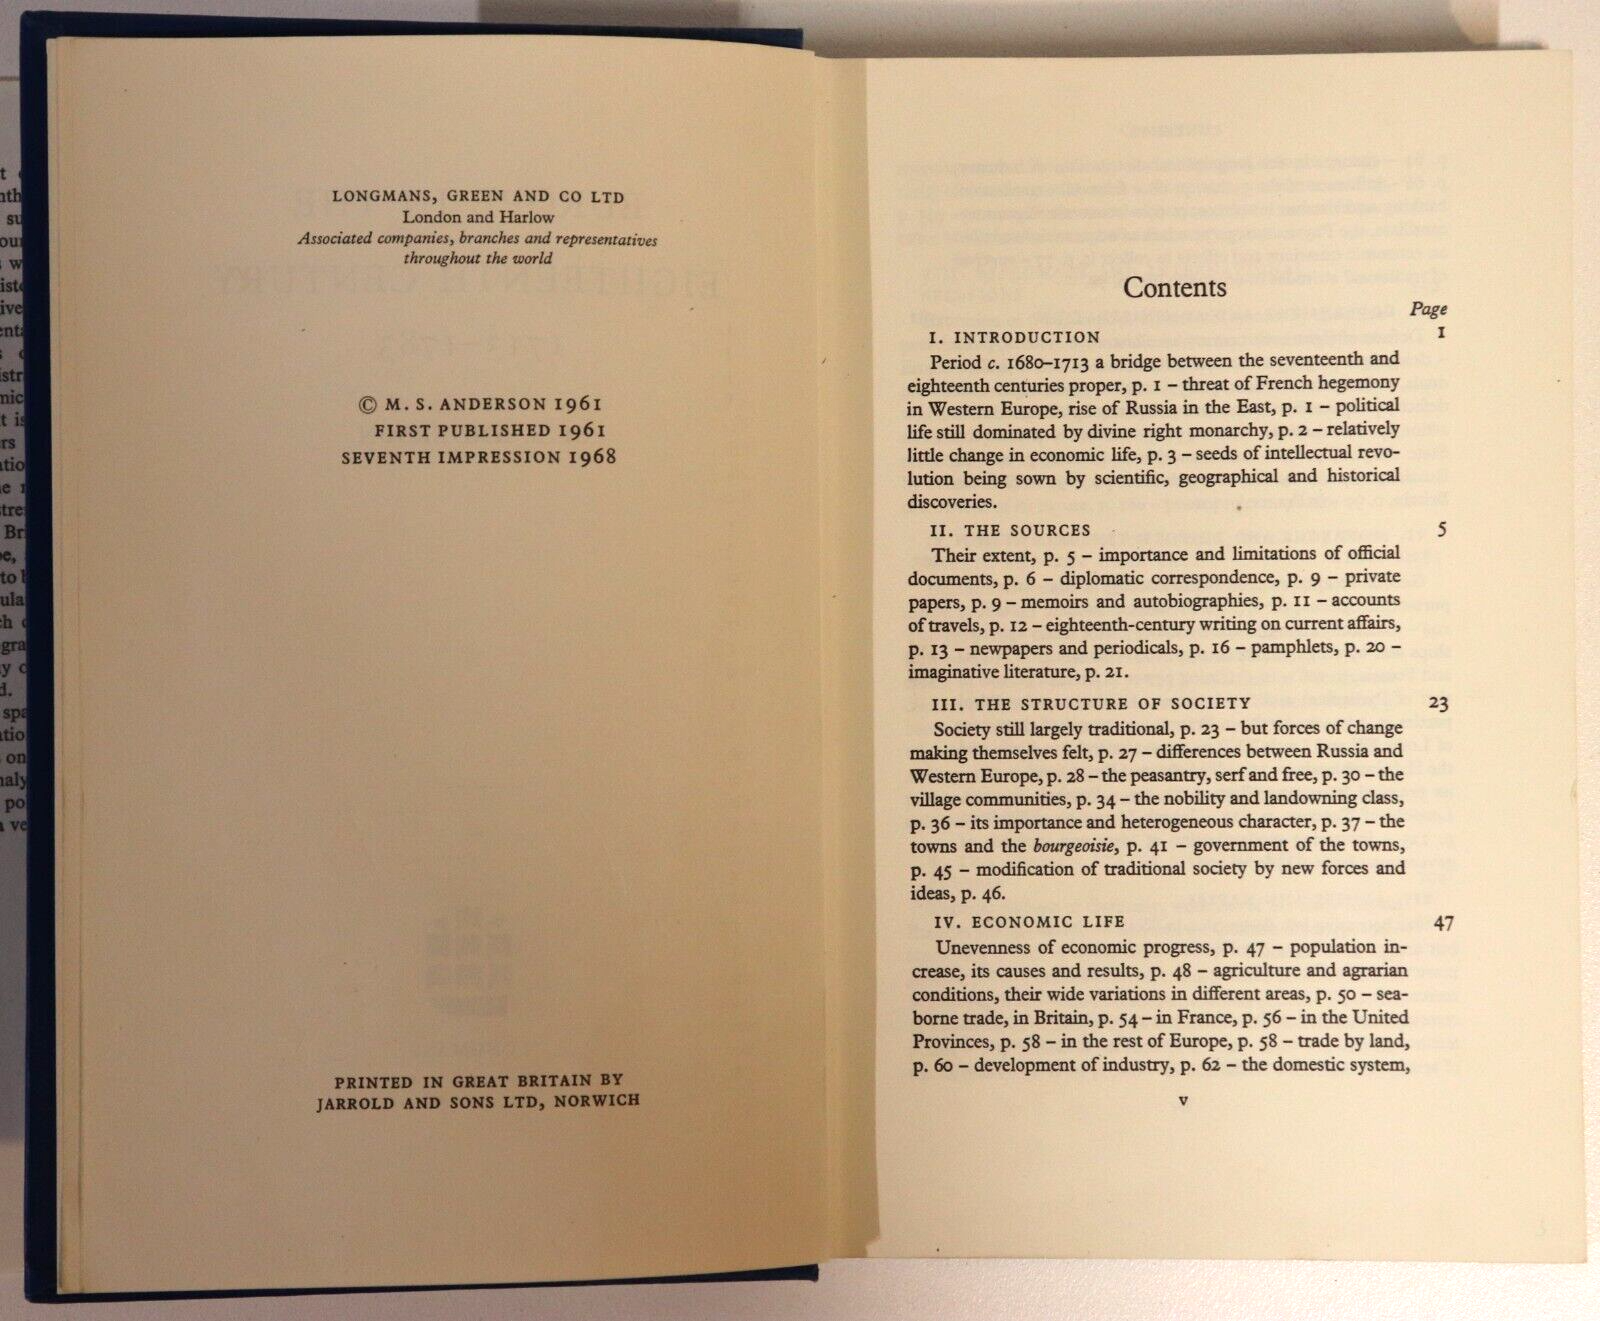 LONGMANS, GREEN AND CO LTD
London and Harlow
Associated companies, branches and representatives
throughout the world
© M. S. ANDERSON 1961
FIRST PUBLISHED 1961
SEVENTH IMPRESSION 1968
PRINTED IN GREAT BRITAIN BY
JARROLD AND SONS LTD, NORWICH
Contents
Page
I. INTRODUCTION 1
Period c. 1680–1713 a bridge between the seventeenth and
eighteenth centuries proper, p. 1 – threat of French hegemony
in Western Europe, rise of Russia in the East, p. 1 – political
life still dominated by divine right monarchy, p. 2 – relatively
little change in economic life, p. 3 – seeds of intellectual revo-
lution being sown by scientific, geographical and historical
discoveries.
II. THE SOURCES 5
Their extent, p. 5 – importance and limitations of official
documents, p. 6 – diplomatic correspondence, p. 9 – private
papers, p. 9 – memoirs and autobiographies, p. 11 – accounts
of travels, p. 12 – eighteenth-century writing on current affairs,
p. 13 – newpapers and periodicals, p. 16 – pamphlets, p. 20 –
imaginative literature, p. 21.
III. THE STRUCTURE OF SOCIETY 23
Society still largely traditional, p. 23 – but forces of change
making themselves felt, p. 27 – differences between Russia and
Western Europe, p. 28 – the peasantry, serf and free, p. 30 – the
village communities, p. 34 – the nobility and landowning class,
p. 36 – its importance and heterogeneous character, p. 37 – the
towns and the bourgeoisie, p. 41 – government of the towns,
p. 45 – modification of traditional society by new forces and
ideas, p. 46.
IV. ECONOMIC LIFE 47
Unevenness of economic progress, p. 47 – population in-
crease, its causes and results, p. 48 – agriculture and agrarian
conditions, their wide variations in different areas, p. 50 – sea-
borne trade, in Britain, p. 54 – in France, p. 56 – in the United
Provinces, p. 58 – in the rest of Europe, p. 58 – trade by land,
p. 60 – development of industry, p. 62 – the domestic system,
v